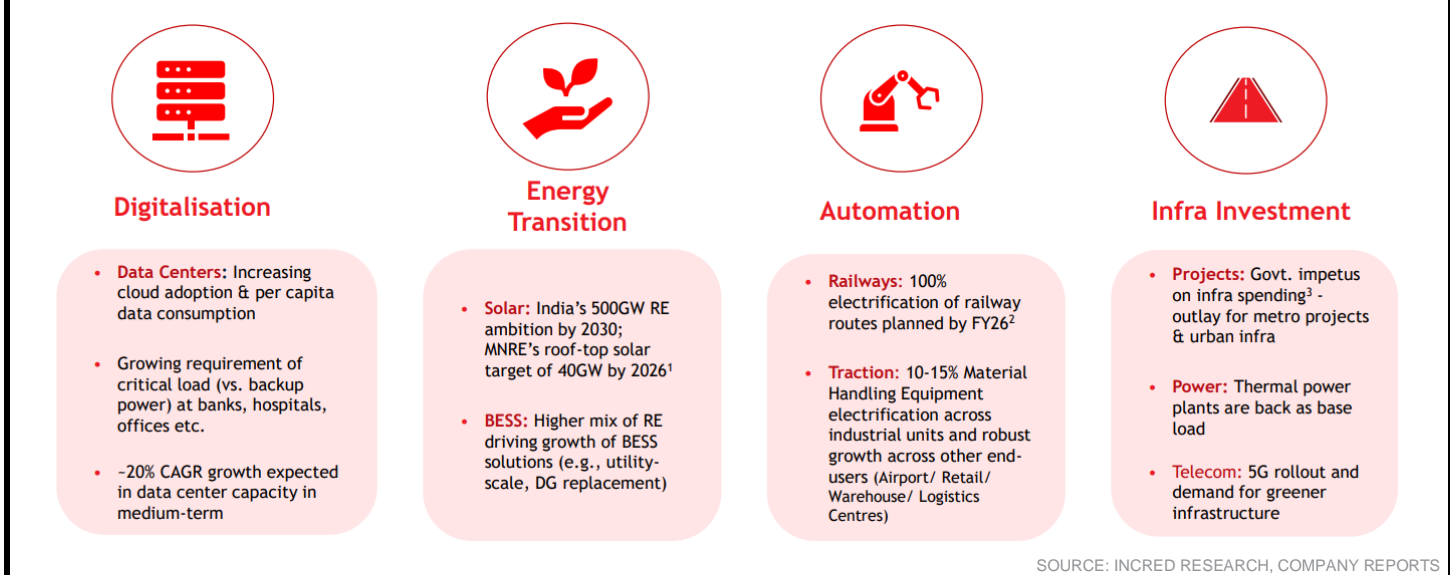 Digitalisation
• Data Centers: Increasing
cloud adoption & per capita
data consumption
• Growing requirement of
critical load (vs. backup
power) at banks, hospitals,
offices etc.
• ~20% CAGR growth expected
in data center capacity in
medium-term
Energy
Transition
• Solar: India's 500GW RE
ambition by 2030;
MNRE's roof-top solar
target of 40GW by 2026¹
• BESS: Higher mix of RE
driving growth of BESS
solutions (e.g., utility-
scale, DG replacement)
Automation
• Railways: 100%
electrification of railway
routes planned by FY26²
• Traction: 10-15% Material
Handling Equipment
electrification across
industrial units and robust
growth across other end-
users (Airport/ Retail/
Warehouse/ Logistics
Centres)
Infra Investment
• Projects: Govt. impetus
on infra spending³ -
outlay for metro projects
& urban infra
• Power: Thermal power
plants are back as base
load
• Telecom: 5G rollout and
demand for greener
infrastructure
SOURCE: INCRED RESEARCH, COMPANY REPORTS